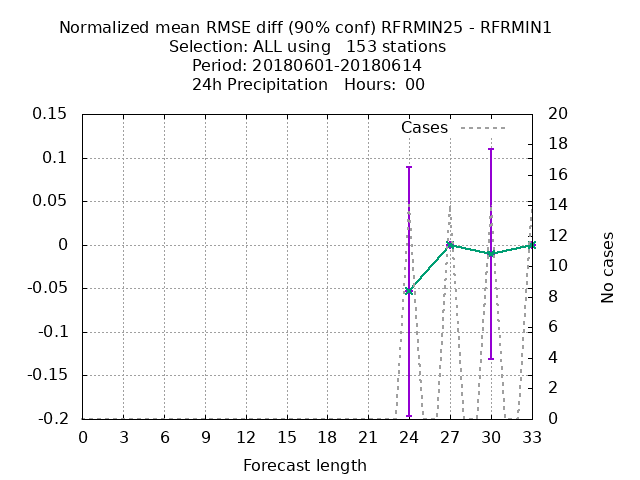 Normalized mean RMSE diff (90% conf) RFRMIN25 - RFRMIN1
Selection: ALL using   153 stations
Period: 20180601-20180614
24h Precipitation   Hours:  00
Cases
0.15
0.1
0.05
0
-0.05
-0.1
-0.15
-0.2
20
18
16
14
12
10
8
6
4
2
0
No cases
0 3 6 9 12 15 18 21 24 27 30 33
Forecast length